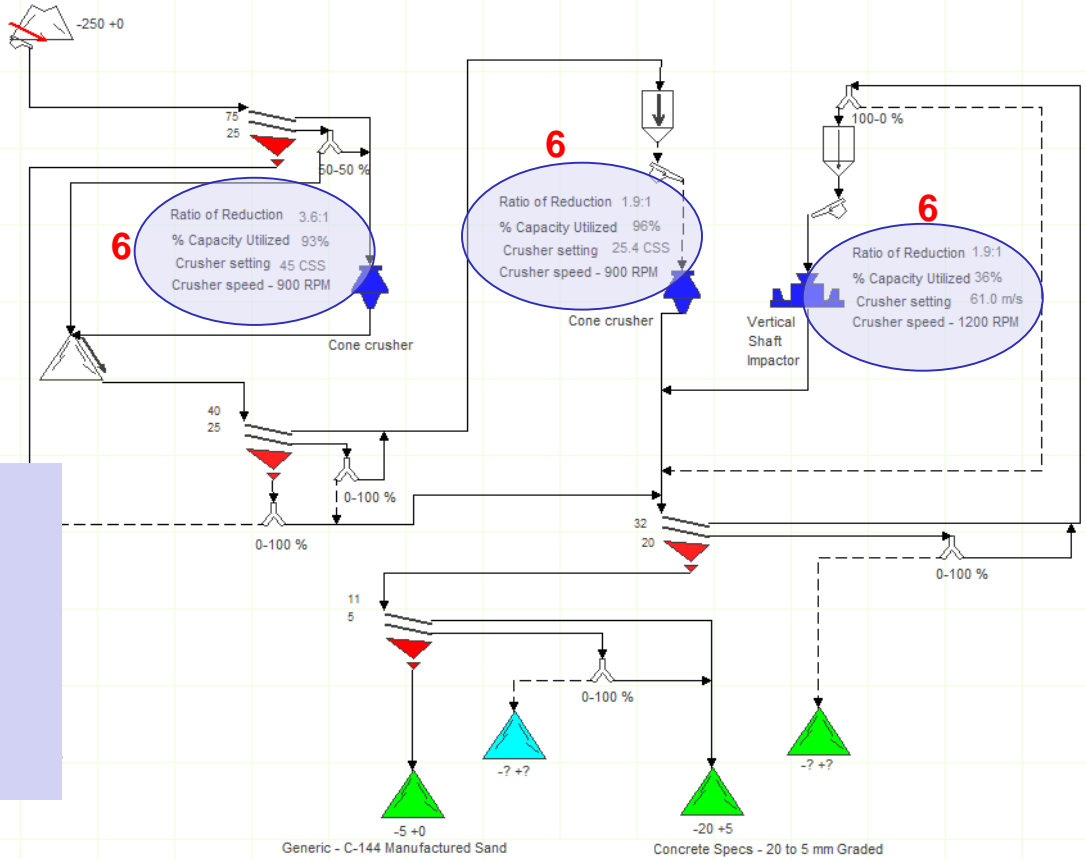 -250 +0
75
25
50-50 %
6
Ratio of Reduction 3.6:1
% Capacity Utilized 93%
Crusher setting 45 CSS
Crusher speed - 900 RPM
Cone crusher
6
Ratio of Reduction 1.9:1
% Capacity Utilized 96%
Crusher setting 25.4 CSS
Crusher speed - 900 RPM
Cone crusher
100-0 %
6
Ratio of Reduction 1.9:1
% Capacity Utilized 36%
Crusher setting 61.0 m/s
Crusher speed - 1200 RPM
Vertical
Shaft
Impactor
40
25
0-100 %
0-100 %
32
20
0-100 %
11
5
0-100 %
-? +?
-? +?
-5 +0
Generic - C-144 Manufactured Sand
-20 +5
Concrete Specs - 20 to 5 mm Graded